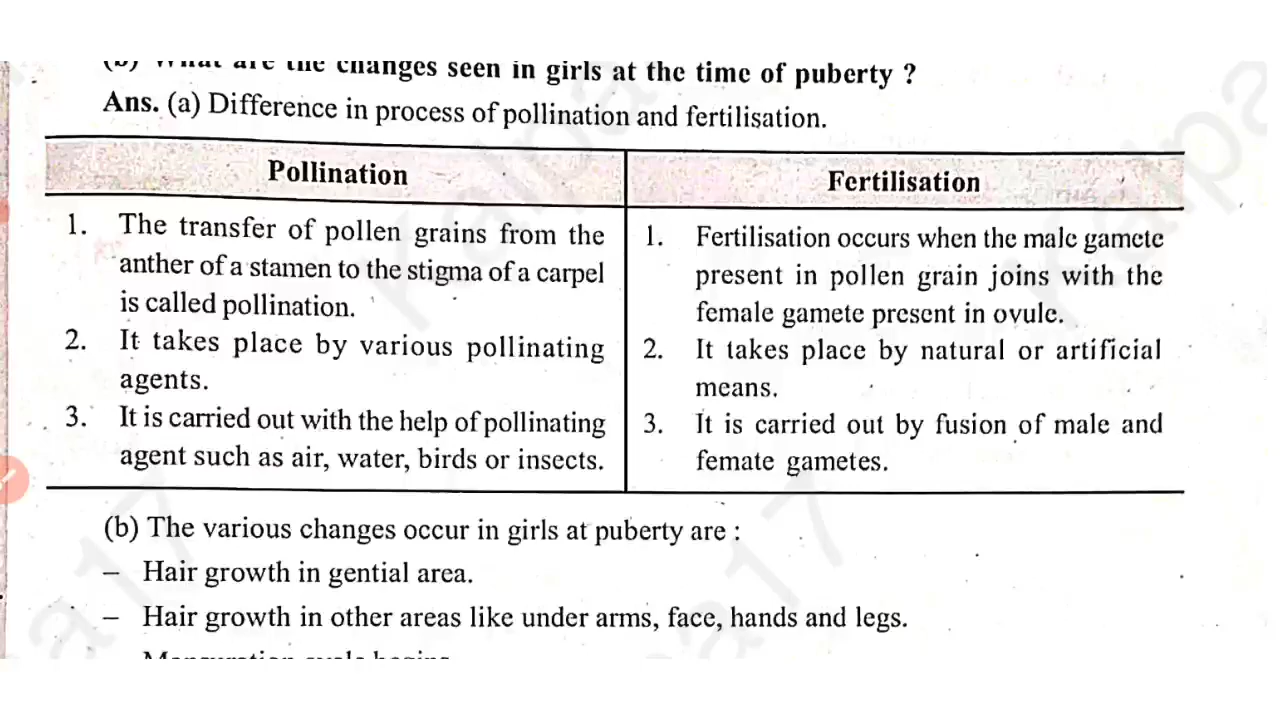 (b) What are the changes seen in girls at the time of puberty ?
Ans. (a) Difference in process of pollination and fertilisation.
Pollination
1. The transfer of pollen grains from the
anther of a stamen to the stigma of a carpel
is called pollination.
2. It takes place by various pollinating
agents.
3. It is carried out with the help of pollinating
agent such as air, water, birds or insects.
Fertilisation
1. Fertilisation occurs when the male gamete
present in pollen grain joins with the
female gamete present in ovule.
2. It takes place by natural or artificial
means.
3. It is carried out by fusion of male and
femate gametes.
(b) The various changes occur in girls at puberty are :
– Hair growth in gential area.
– Hair growth in other areas like under arms, face, hands and legs.
cycle begins